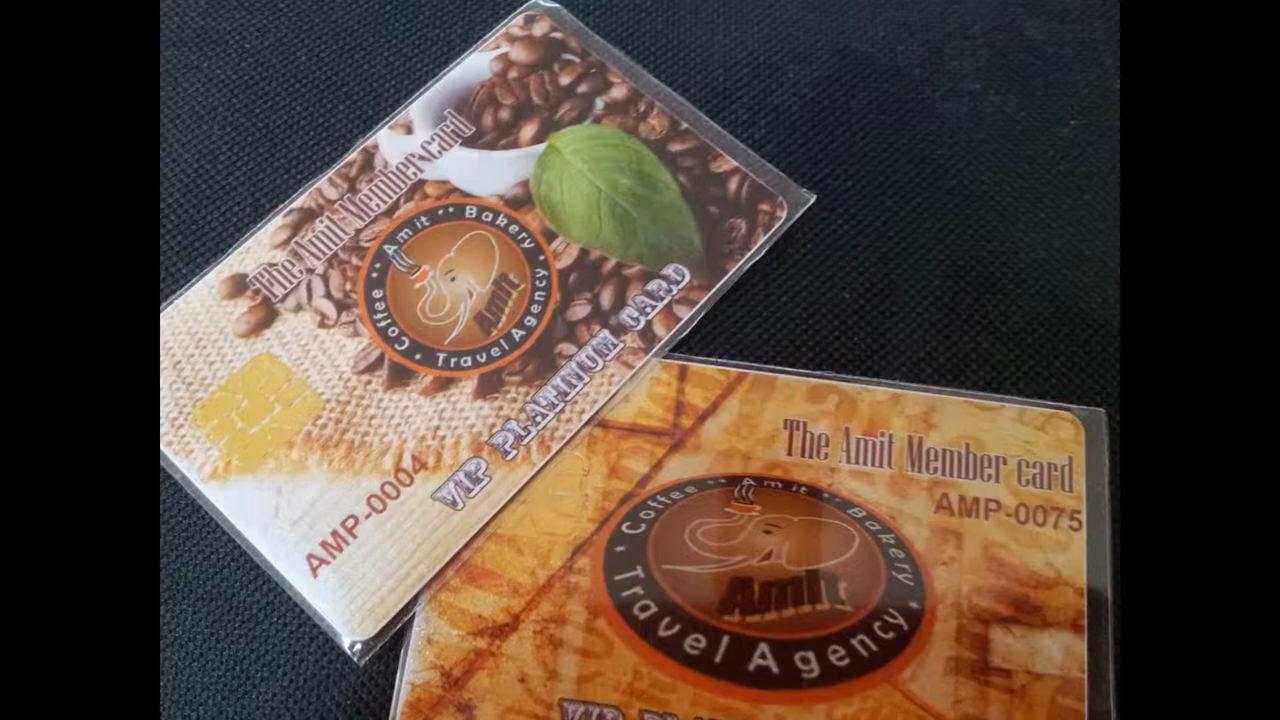 The Amit Member card
Coffee ** Amit ** Bakery
Travel Agency
Amit
VIP PLATINUM CARD
AMP-0004
The Amit Member card
AMP-0075
Coffee ** Amit ** Bakery
Travel Agency
Amit
VIP